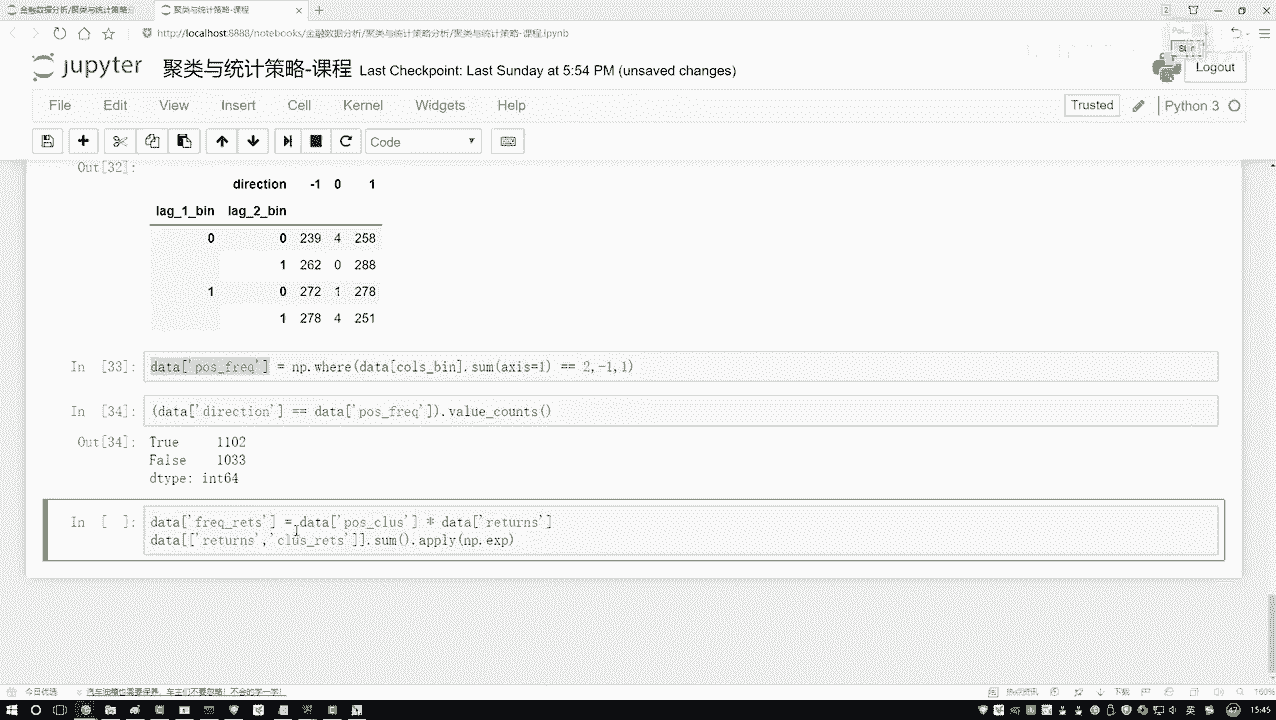 金融数据分析/聚类与统计策略
聚类与统计策略-课程
http://localhost:8888/notebooks/金融数据分析/聚类与统计策略分析/聚类与统计策略-课程.ipynb
jupyter 聚类与统计策略-课程 Last Checkpoint: Last Sunday at 5:54 PM (unsaved changes)
Logout
File Edit View Insert Cell Kernel Widgets Help
Trusted Python 3
Code
Out[32]:
direction -1 0 1
lag_1_bin lag_2_bin
0 0 239 4 258
1 262 0 288
1 0 272 1 278
1 278 4 251
In [33]: data['pos_freq'] = np.where(data[cols_bin].sum(axis=1) == 2,-1,1)
In [34]: (data['direction'] == data['pos_freq']).value_counts()
Out[34]: True 1102
False 1033
dtype: int64
In [ ]: data['freq_rets'] = data['pos_clus'] * data['returns']
data[['returns','clus_rets']].sum().apply(np.exp)
今日优选
下载
160%
英
15:45